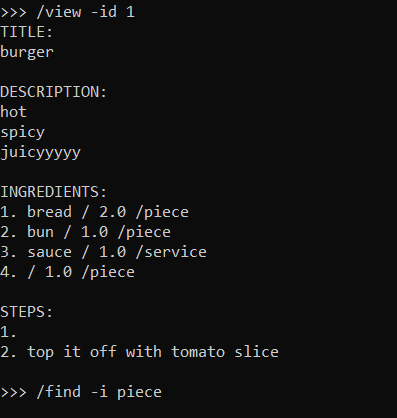 >>> /view -id 1
TITLE:
burger
DESCRIPTION:
hot
spicy
juicyyyyy
INGREDIENTS:
1. bread / 2.0 /piece
2. bun / 1.0 /piece
3. sauce / 1.0 /service
4. / 1.0 /piece
STEPS:
1.
2. top it off with tomato slice
>>> /find -i piece